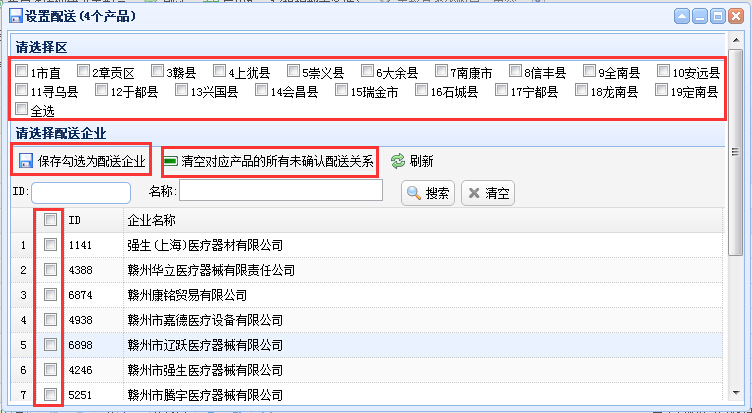 设置配送(4个产品)
请选择区
1市直 2章贡区 3赣县 4上犹县 5崇义县 6大余县 7南康市 8信丰县 9全南县 10安远县
11寻乌县 12于都县 13兴国县 14会昌县 15瑞金市 16石城县 17宁都县 18龙南县 19定南县
全选
请选择配送企业
保存勾选为配送企业 清空对应产品的所有未确认配送关系 刷新
ID: 名称: 搜索 清空
ID 企业名称
1 1141 强生(上海)医疗器材有限公司
2 4388 赣州华立医疗器械有限责任公司
3 6874 赣州康铭贸易有限公司
4 4938 赣州市嘉德医疗设备有限公司
5 6898 赣州市辽跃医疗器械有限公司
6 4246 赣州市强生医疗器械有限公司
7 5251 赣州市腾宇医疗器械有限公司